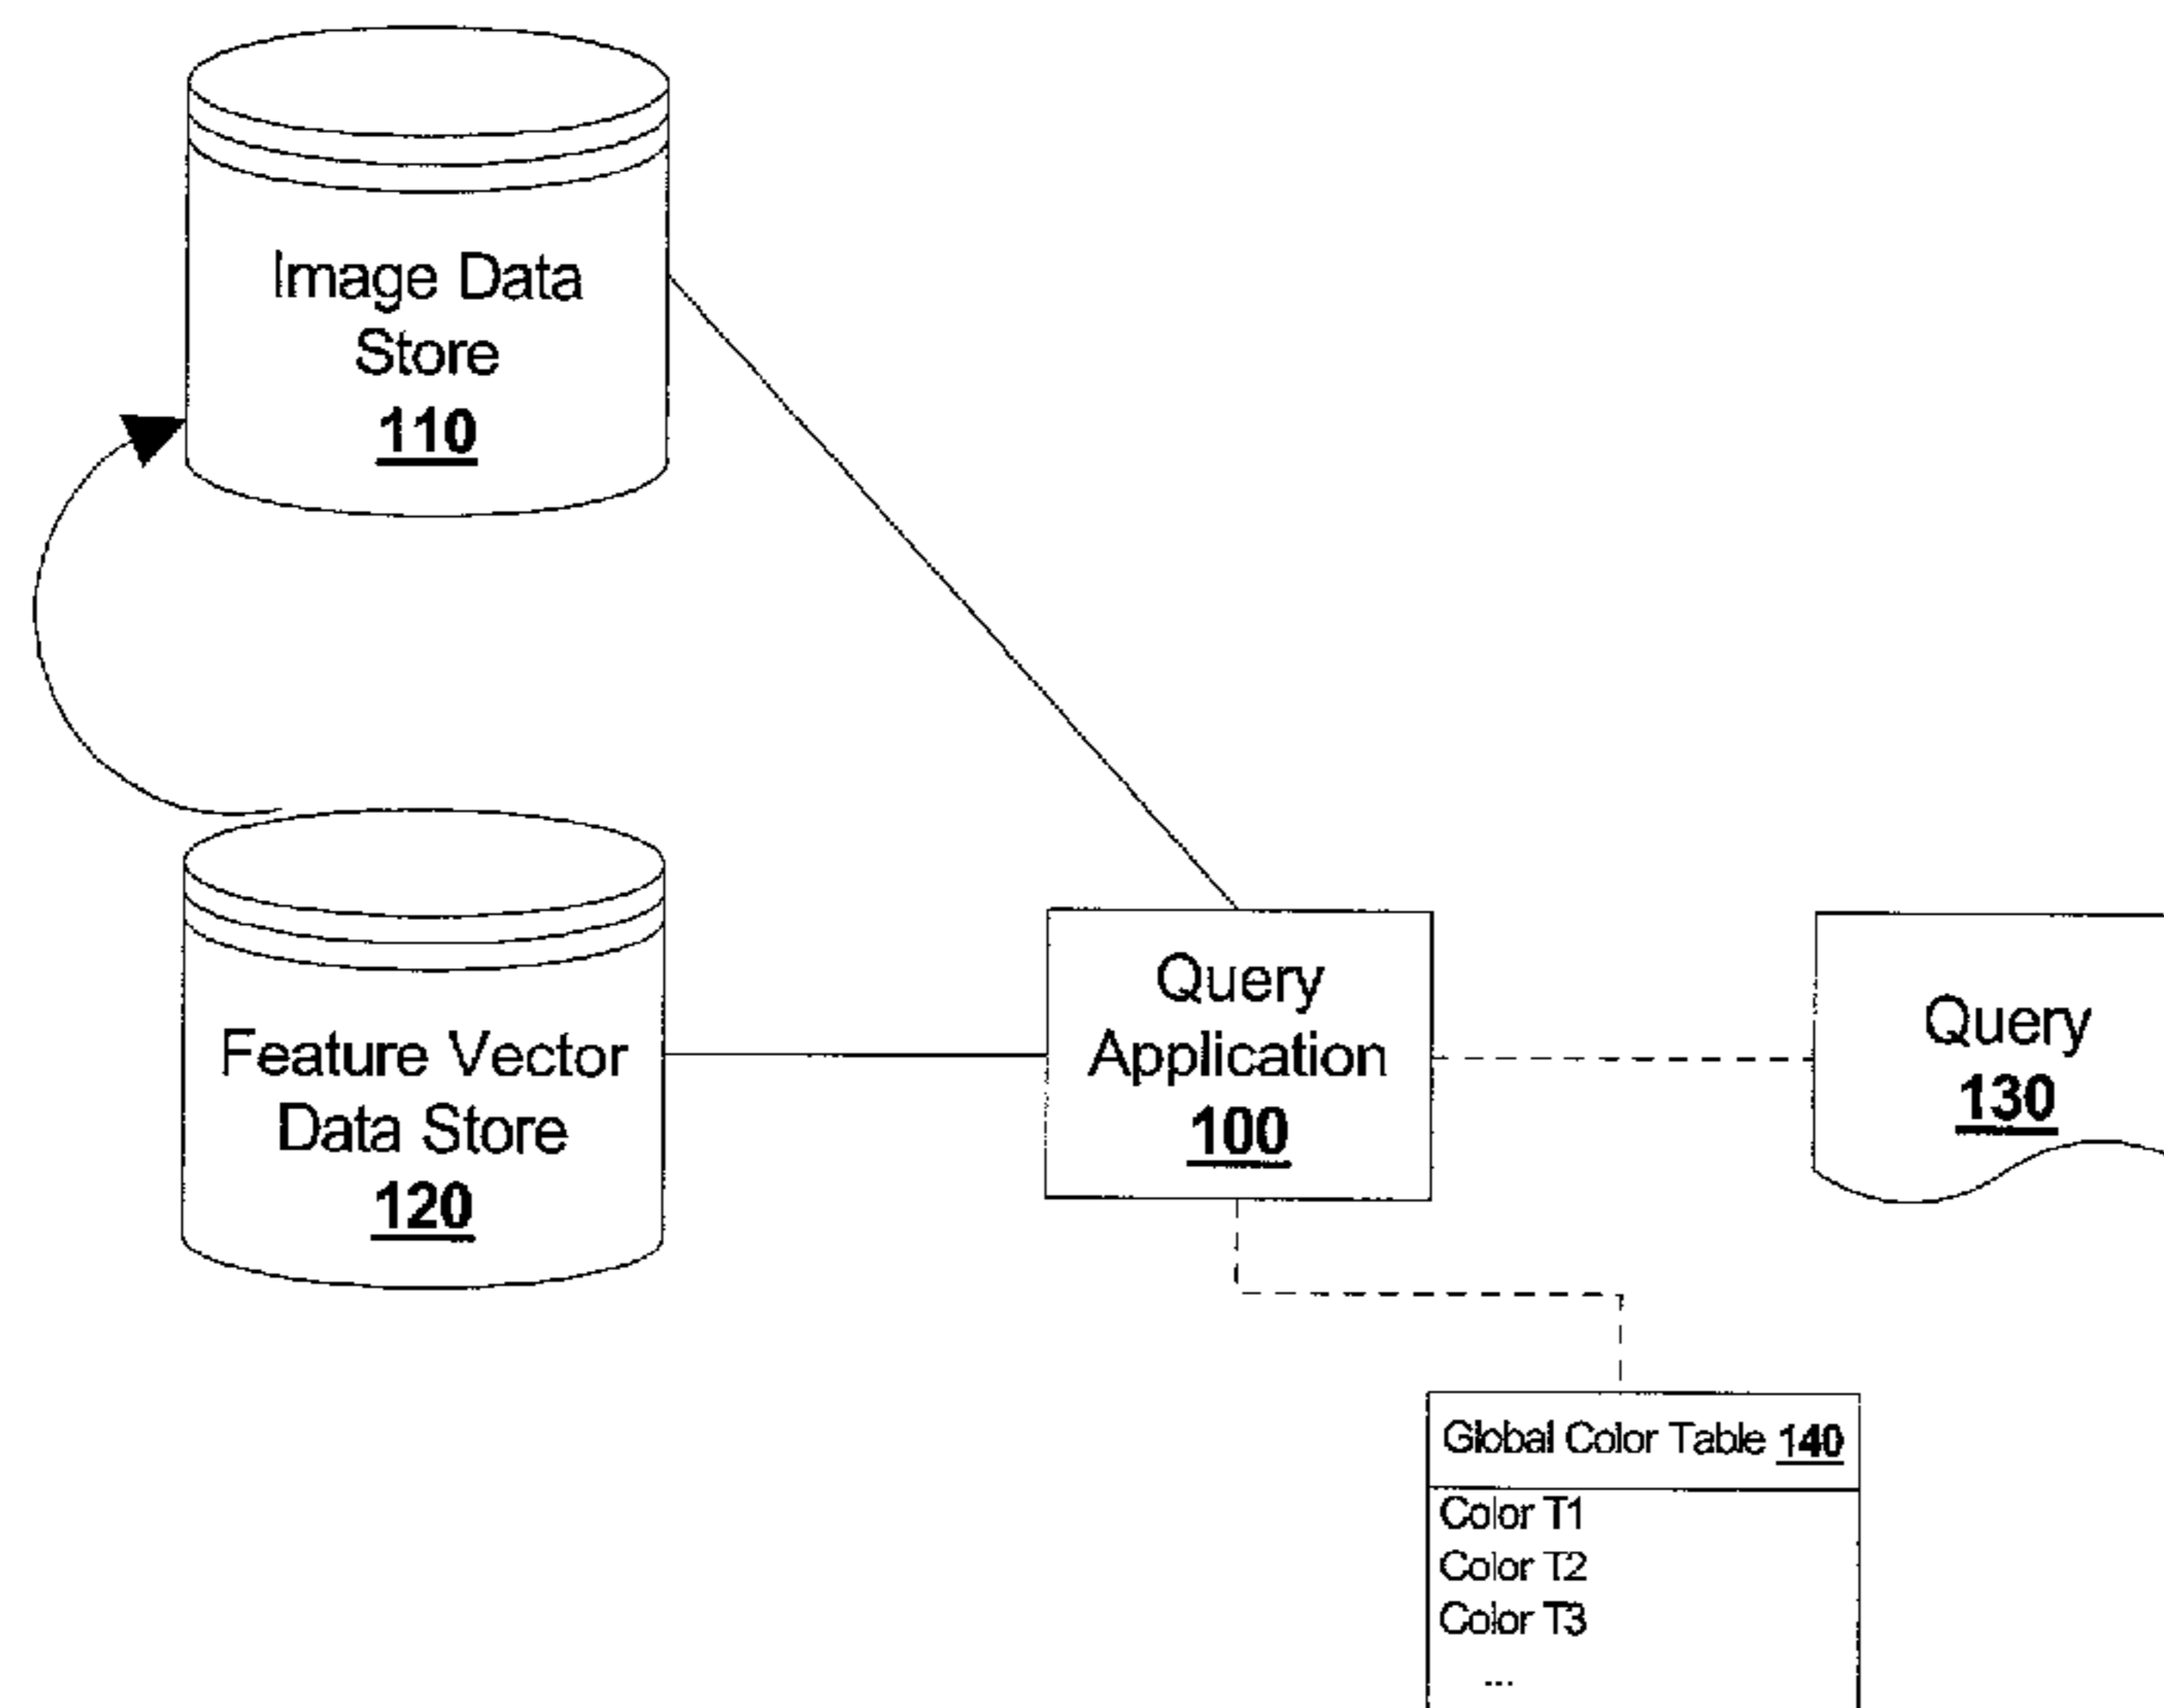 Image Data
Store
110
Feature Vector
Data Store
120
Query
Application
100
Query
130
Global Color Table 140
Color T1
Color T2
Color T3
...